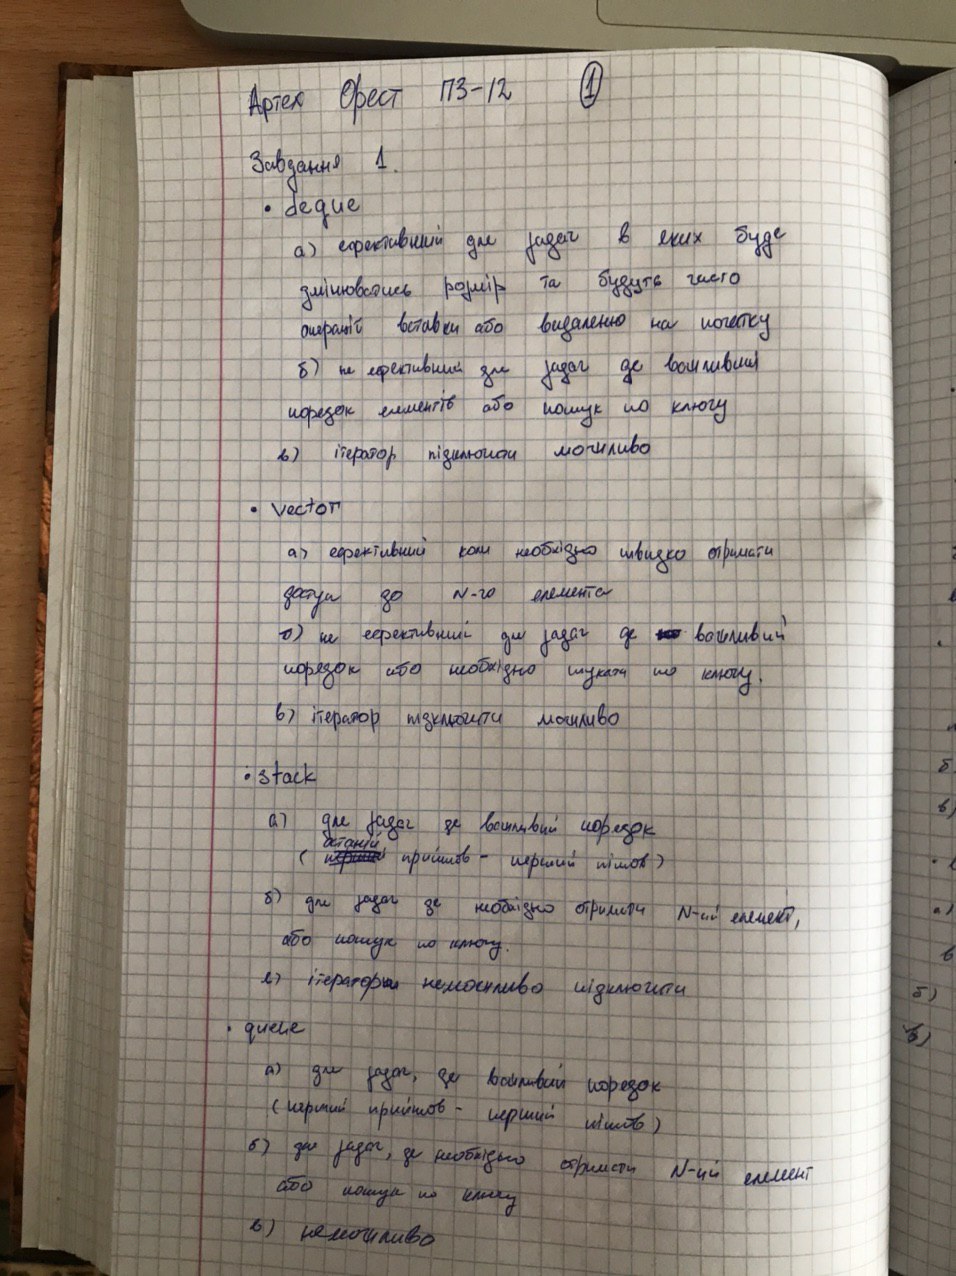 Артех Орест ПЗ-12 1
Завдання 1.
• deque
а) ефективний для задач в яких буде
змінюватись розмір та будуть часто
операції вставки або видаленню на початку
б) не ефективний для задач де важливий
порядок елементів або пошук по ключу
в) ітератор підключити можливо
• vector
а) ефективний коли необхідно швидко отримати
доступ до N-го елемента
б) не ефективний для задач де важливий
порядок або необхідно шукати по ключу.
в) ітератор підключити можливо
• stack
а) для задач де важливий порядок
(останій прийшов - перший пішов)
б) для задач де необхідно отримати N-ий елемент,
або пошук по ключу.
в) ітератора неможливо підключити
• queue
а) для задач, де важливий порядок
(перший прийшов - перший пішов)
б) для задач, де необхідно отримати N-ий елемент
або пошук по ключу
в) неможливо
б)
в)
а)
в
б)
в)